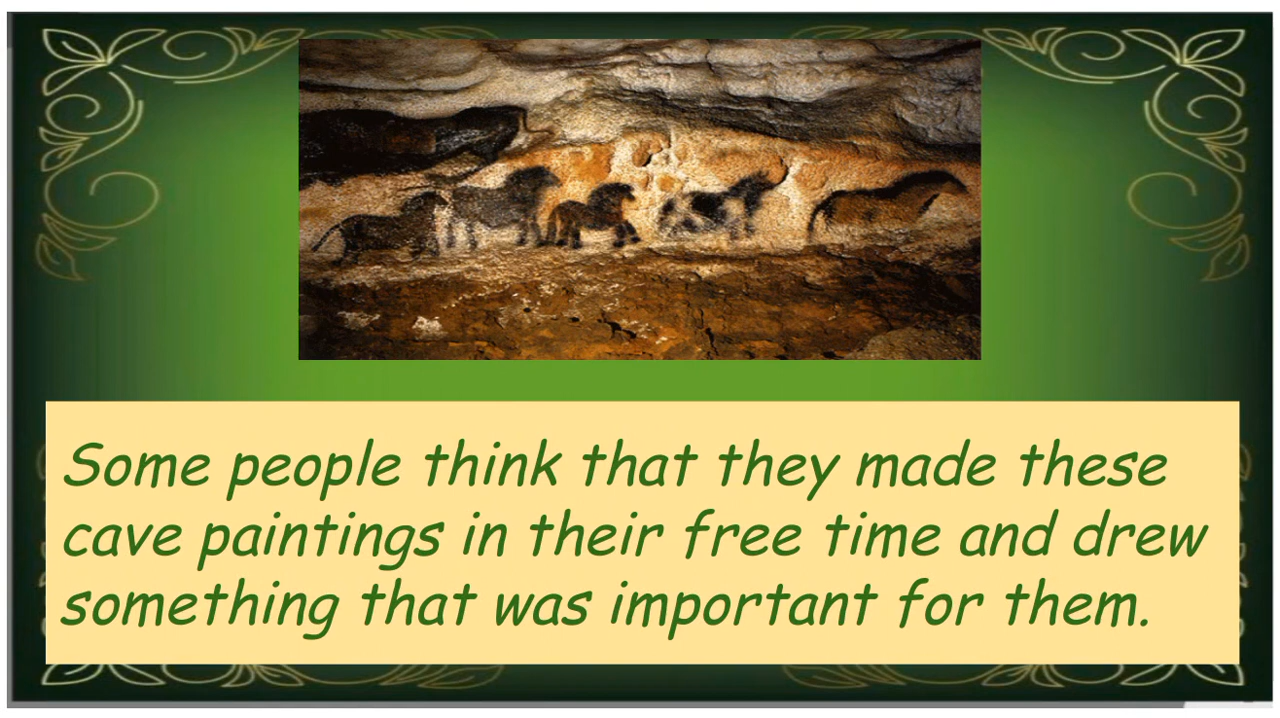 Some people think that they made these
cave paintings in their free time and drew
something that was important for them.